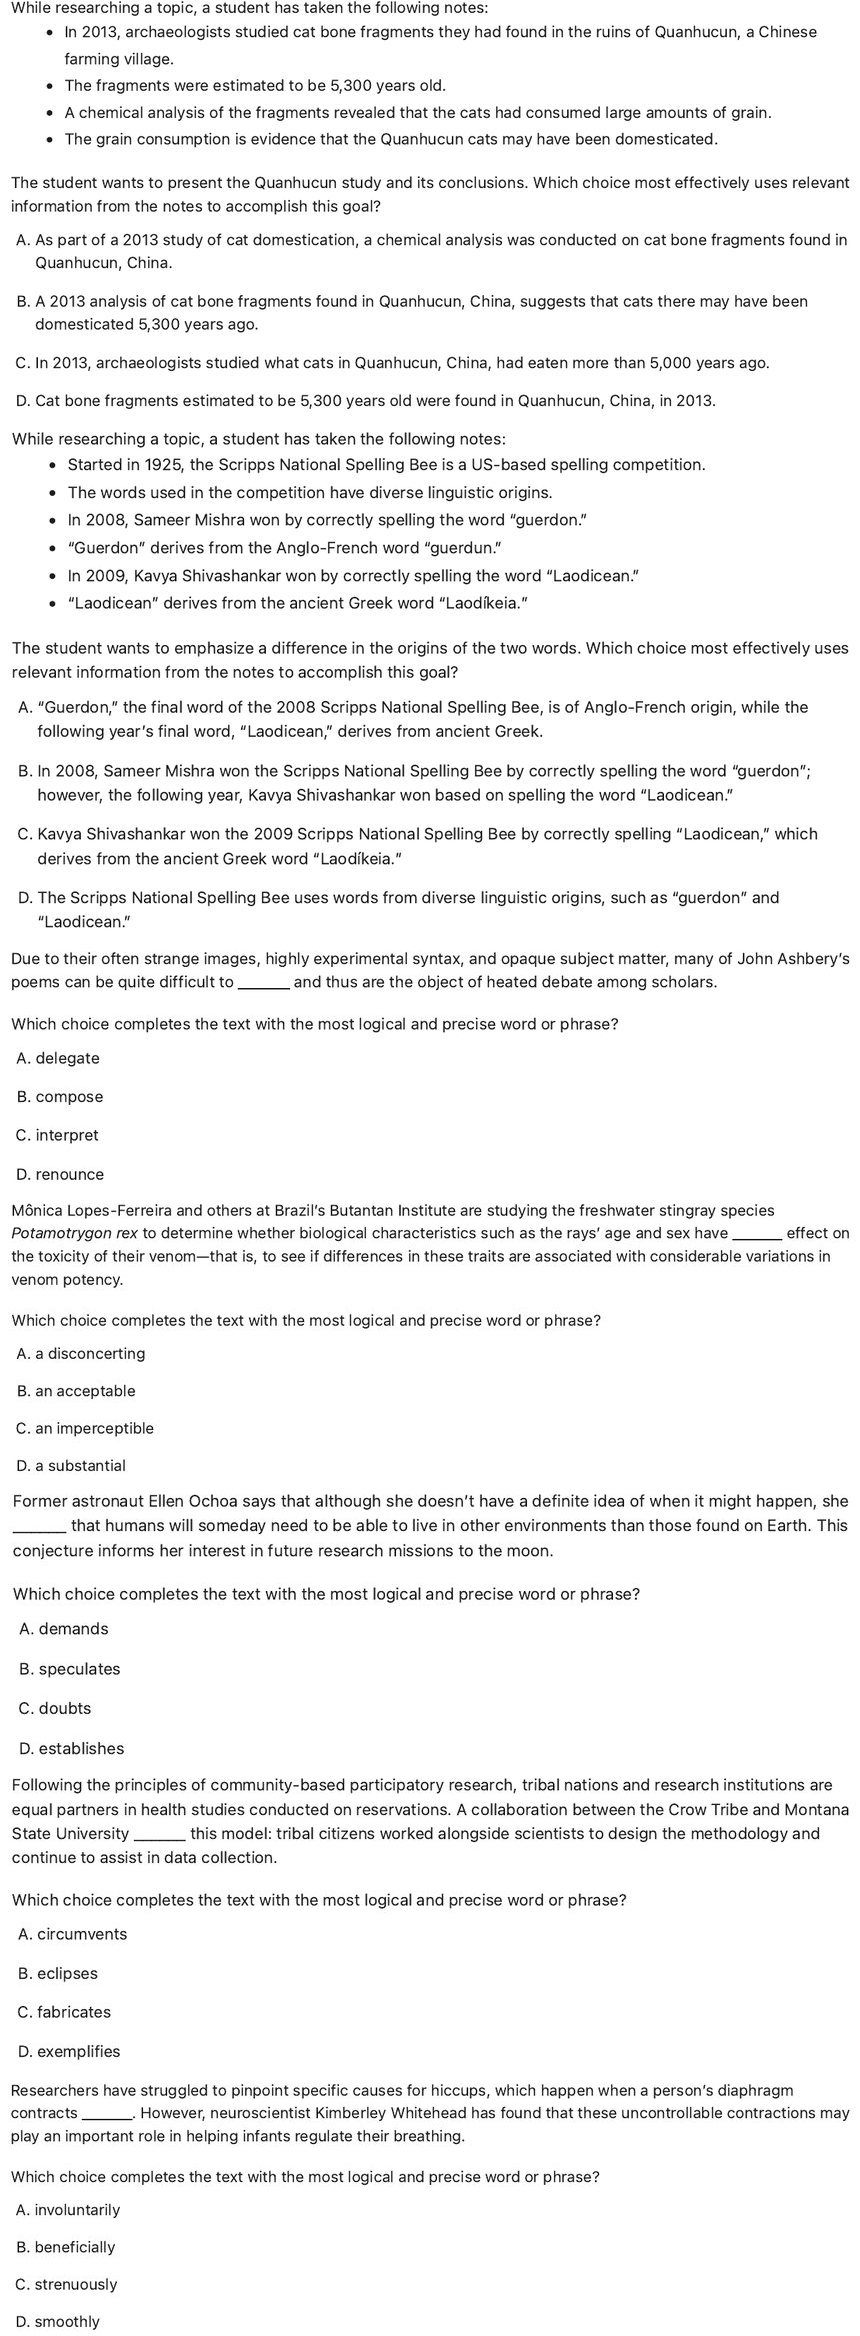 While researching a topic, a student has taken the following notes:
• In 2013, archaeologists studied cat bone fragments they had found in the ruins of Quanhucun, a Chinese
farming village.
• The fragments were estimated to be 5,300 years old.
• A chemical analysis of the fragments revealed that the cats had consumed large amounts of grain.
• The grain consumption is evidence that the Quanhucun cats may have been domesticated.
The student wants to present the Quanhucun study and its conclusions. Which choice most effectively uses relevant
information from the notes to accomplish this goal?
A. As part of a 2013 study of cat domestication, a chemical analysis was conducted on cat bone fragments found in
Quanhucun, China.
B. A 2013 analysis of cat bone fragments found in Quanhucun, China, suggests that cats there may have been
domesticated 5,300 years ago.
C. In 2013, archaeologists studied what cats in Quanhucun, China, had eaten more than 5,000 years ago.
D. Cat bone fragments estimated to be 5,300 years old were found in Quanhucun, China, in 2013.
While researching a topic, a student has taken the following notes:
• Started in 1925, the Scripps National Spelling Bee is a US-based spelling competition.
• The words used in the competition have diverse linguistic origins.
• In 2008, Sameer Mishra won by correctly spelling the word “guerdon.”
• “Guerdon” derives from the Anglo-French word “guerdun.”
• In 2009, Kavya Shivashankar won by correctly spelling the word “Laodicean.”
• “Laodicean” derives from the ancient Greek word “Laodíkeia.”
The student wants to emphasize a difference in the origins of the two words. Which choice most effectively uses
relevant information from the notes to accomplish this goal?
A. “Guerdon,” the final word of the 2008 Scripps National Spelling Bee, is of Anglo-French origin, while the
following year’s final word, “Laodicean,” derives from ancient Greek.
B. In 2008, Sameer Mishra won the Scripps National Spelling Bee by correctly spelling the word “guerdon”;
however, the following year, Kavya Shivashankar won based on spelling the word “Laodicean.”
C. Kavya Shivashankar won the 2009 Scripps National Spelling Bee by correctly spelling “Laodicean,” which
derives from the ancient Greek word “Laodíkeia.”
D. The Scripps National Spelling Bee uses words from diverse linguistic origins, such as “guerdon” and
“Laodicean.”
Due to their often strange images, highly experimental syntax, and opaque subject matter, many of John Ashbery’s
poems can be quite difficult to ______ and thus are the object of heated debate among scholars.
Which choice completes the text with the most logical and precise word or phrase?
A. delegate
B. compose
C. interpret
D. renounce
Mônica Lopes-Ferreira and others at Brazil’s Butantan Institute are studying the freshwater stingray species
Potamotrygon rex to determine whether biological characteristics such as the rays’ age and sex have ______ effect on
the toxicity of their venom—that is, to see if differences in these traits are associated with considerable variations in
venom potency.
Which choice completes the text with the most logical and precise word or phrase?
A. a disconcerting
B. an acceptable
C. an imperceptible
D. a substantial
Former astronaut Ellen Ochoa says that although she doesn’t have a definite idea of when it might happen, she
______ that humans will someday need to be able to live in other environments than those found on Earth. This
conjecture informs her interest in future research missions to the moon.
Which choice completes the text with the most logical and precise word or phrase?
A. demands
B. speculates
C. doubts
D. establishes
Following the principles of community-based participatory research, tribal nations and research institutions are
equal partners in health studies conducted on reservations. A collaboration between the Crow Tribe and Montana
State University ______ this model: tribal citizens worked alongside scientists to design the methodology and
continue to assist in data collection.
Which choice completes the text with the most logical and precise word or phrase?
A. circumvents
B. eclipses
C. fabricates
D. exemplifies
Researchers have struggled to pinpoint specific causes for hiccups, which happen when a person’s diaphragm
contracts ______. However, neuroscientist Kimberley Whitehead has found that these uncontrollable contractions may
play an important role in helping infants regulate their breathing.
Which choice completes the text with the most logical and precise word or phrase?
A. involuntarily
B. beneficially
C. strenuously
D. smoothly